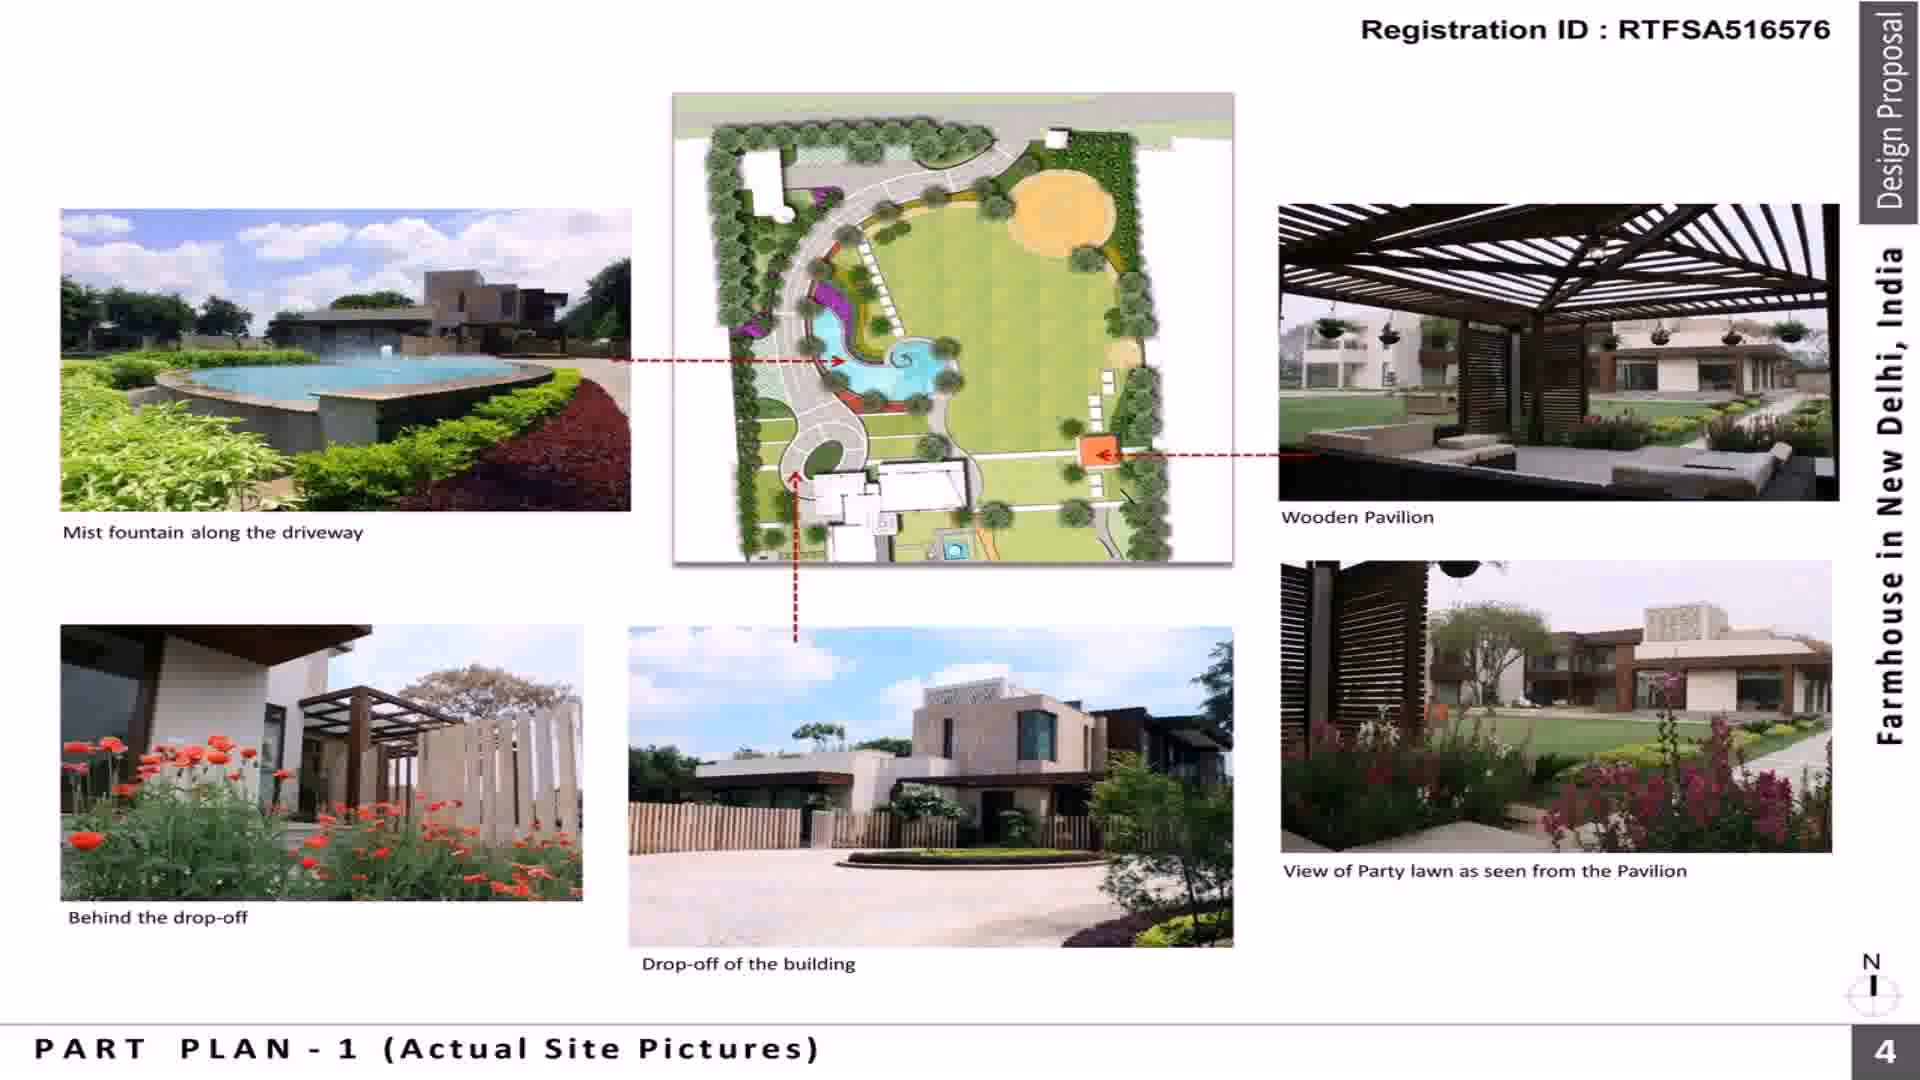 Registration ID : RTFSA516576
Design Proposal
Farmhouse in New Delhi, India
Mist fountain along the driveway
Wooden Pavilion
View of Party lawn as seen from the Pavilion
Behind the drop-off
Drop-off of the building
N
PART PLAN - 1 (Actual Site Pictures)
4